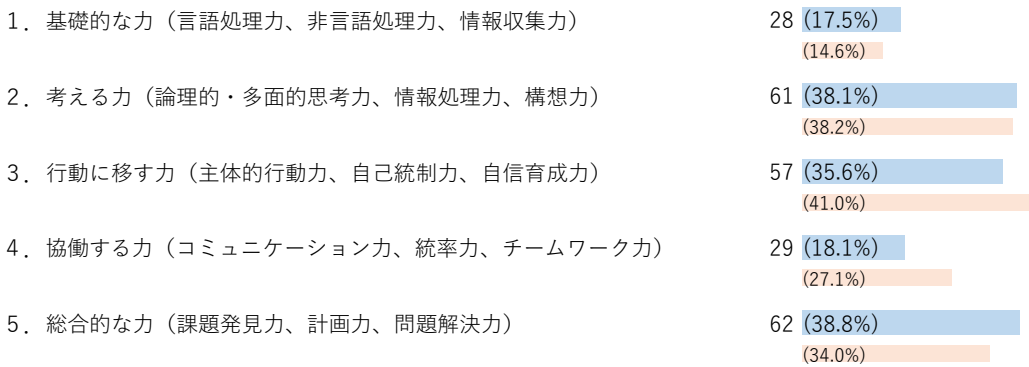 1．基礎的な力（言語処理力、非言語処理力、情報収集力） 28 (17.5%)
(14.6%)
2．考える力（論理的・多面的思考力、情報処理力、構想力） 61 (38.1%)
(38.2%)
3．行動に移す力（主体的行動力、自己統制力、自信育成力） 57 (35.6%)
(41.0%)
4．協働する力（コミュニケーション力、統率力、チームワーク力） 29 (18.1%)
(27.1%)
5．総合的な力（課題発見力、計画力、問題解決力） 62 (38.8%)
(34.0%)